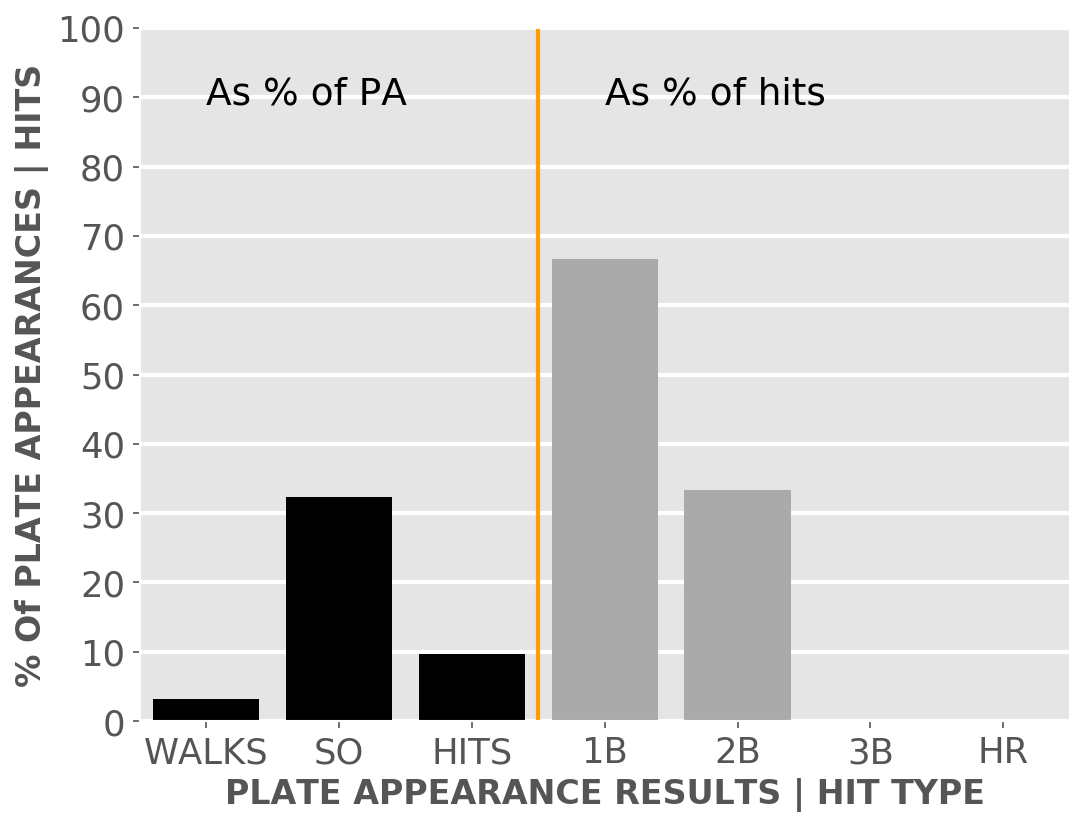 % Of PLATE APPEARANCES | HITS
100
90
80
70
60
50
40
30
20
10
0
As % of PA
As % of hits
WALKS SO HITS 1B 2B 3B HR
PLATE APPEARANCE RESULTS | HIT TYPE